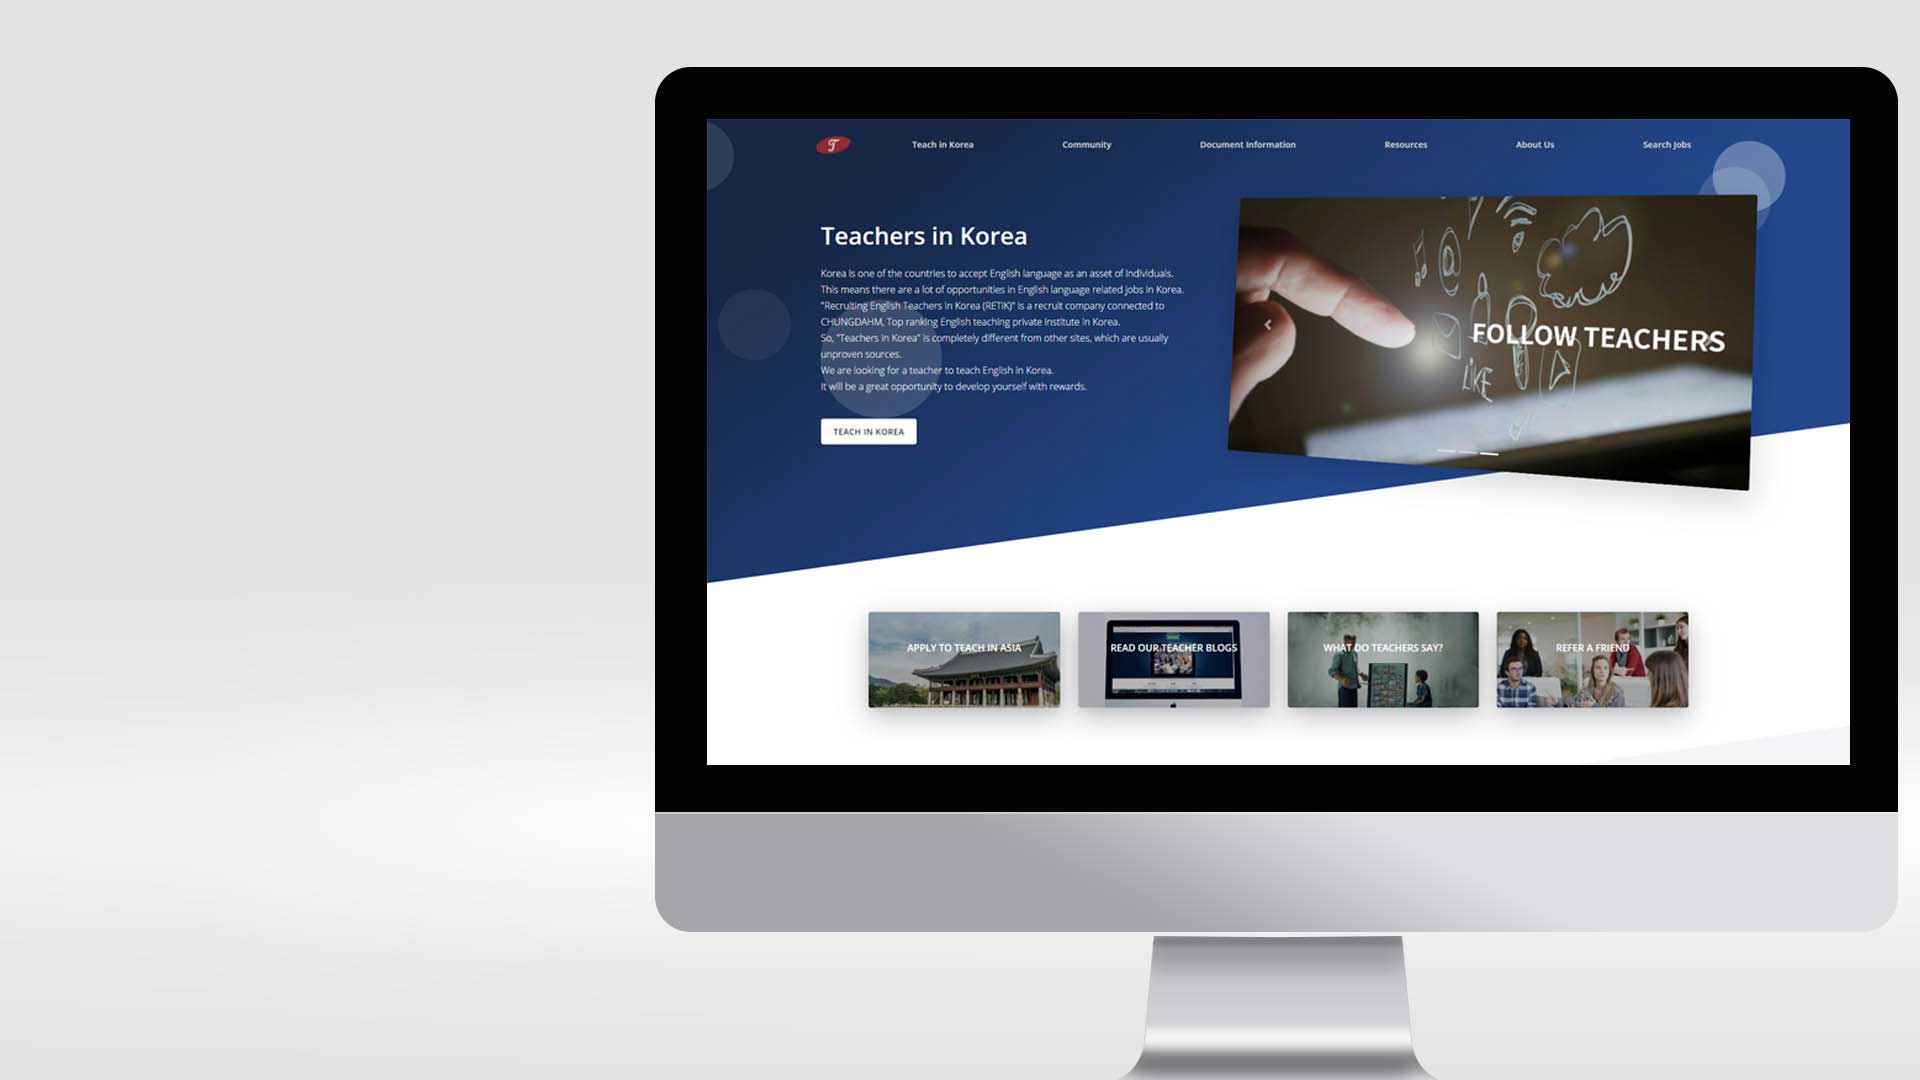 T
Teach in Korea
Community
Document Information
Resources
About Us
Search Jobs
Teachers in Korea
Korea is one of the countries to accept English language as an asset of individuals.
This means there are a lot of opportunities in English language related jobs in Korea.
"Recruiting English Teachers in Korea (RETIK)" is a recruit company connected to
CHUNGDAHM, Top ranking English teaching private institute in Korea.
So, "Teachers in Korea" is completely different from other sites, which are usually
unproven sources.
We are looking for a teacher to teach English in Korea.
It will be a great opportunity to develop yourself with rewards.
TEACH IN KOREA
@
FOLLOW TEACHERS
LIKE
APPLY TO TEACH IN ASIA
READ OUR TEACHER BLOGS
WHAT DO TEACHERS SAY?
REFER A FRIEND